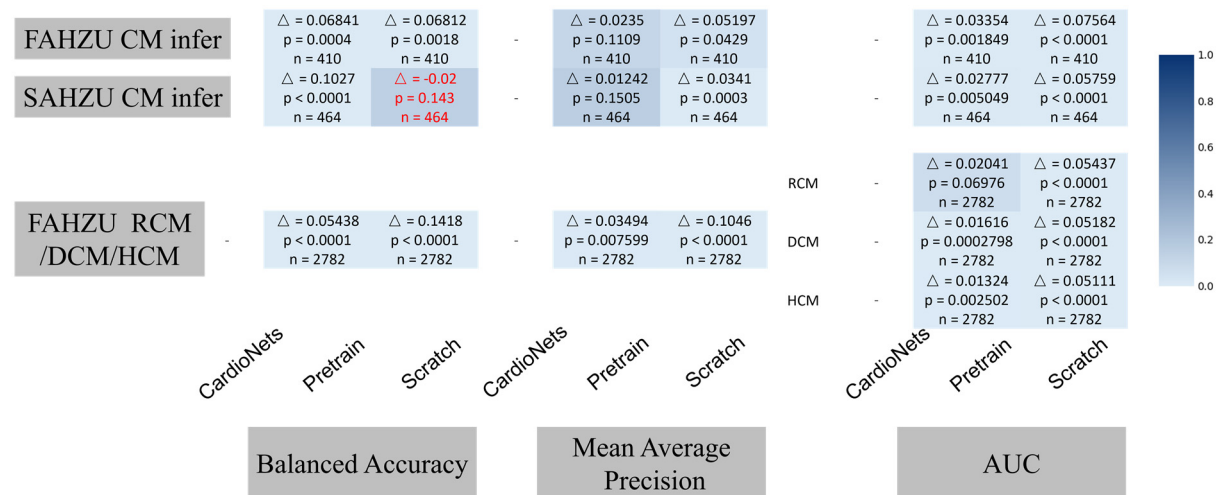 FAHZU CM infer
△ = 0.06841 △ = 0.06812 △ = 0.0235 △ = 0.05197 △ = 0.03354 △ = 0.07564
p = 0.0004 p = 0.0018 - p = 0.1109 p = 0.0429 - p = 0.001849 p < 0.0001
n = 410 n = 410 n = 410 n = 410 n = 410 n = 410
SAHZU CM infer
△ = 0.1027 △ = -0.02 △ = 0.01242 △ = 0.0341 △ = 0.02777 △ = 0.05759
p < 0.0001 p = 0.143 - p = 0.1505 p = 0.0003 - p = 0.005049 p < 0.0001
n = 464 n = 464 n = 464 n = 464 n = 464 n = 464
△ = 0.02041 △ = 0.05437
RCM - p = 0.06976 p < 0.0001
n = 2782 n = 2782
FAHZU RCM
/DCM/HCM
△ = 0.05438 △ = 0.1418 △ = 0.03494 △ = 0.1046 △ = 0.01616 △ = 0.05182
- p < 0.0001 p < 0.0001 - p = 0.007599 p < 0.0001 DCM - p = 0.0002798 p < 0.0001
n = 2782 n = 2782 n = 2782 n = 2782 n = 2782 n = 2782
△ = 0.01324 △ = 0.05111
HCM - p = 0.002502 p < 0.0001
n = 2782 n = 2782
1.0
0.8
0.6
0.4
0.2
0.0
CardioNets Pretrain Scratch CardioNets Pretrain Scratch CardioNets Pretrain Scratch
Balanced Accuracy
Mean Average
Precision
AUC